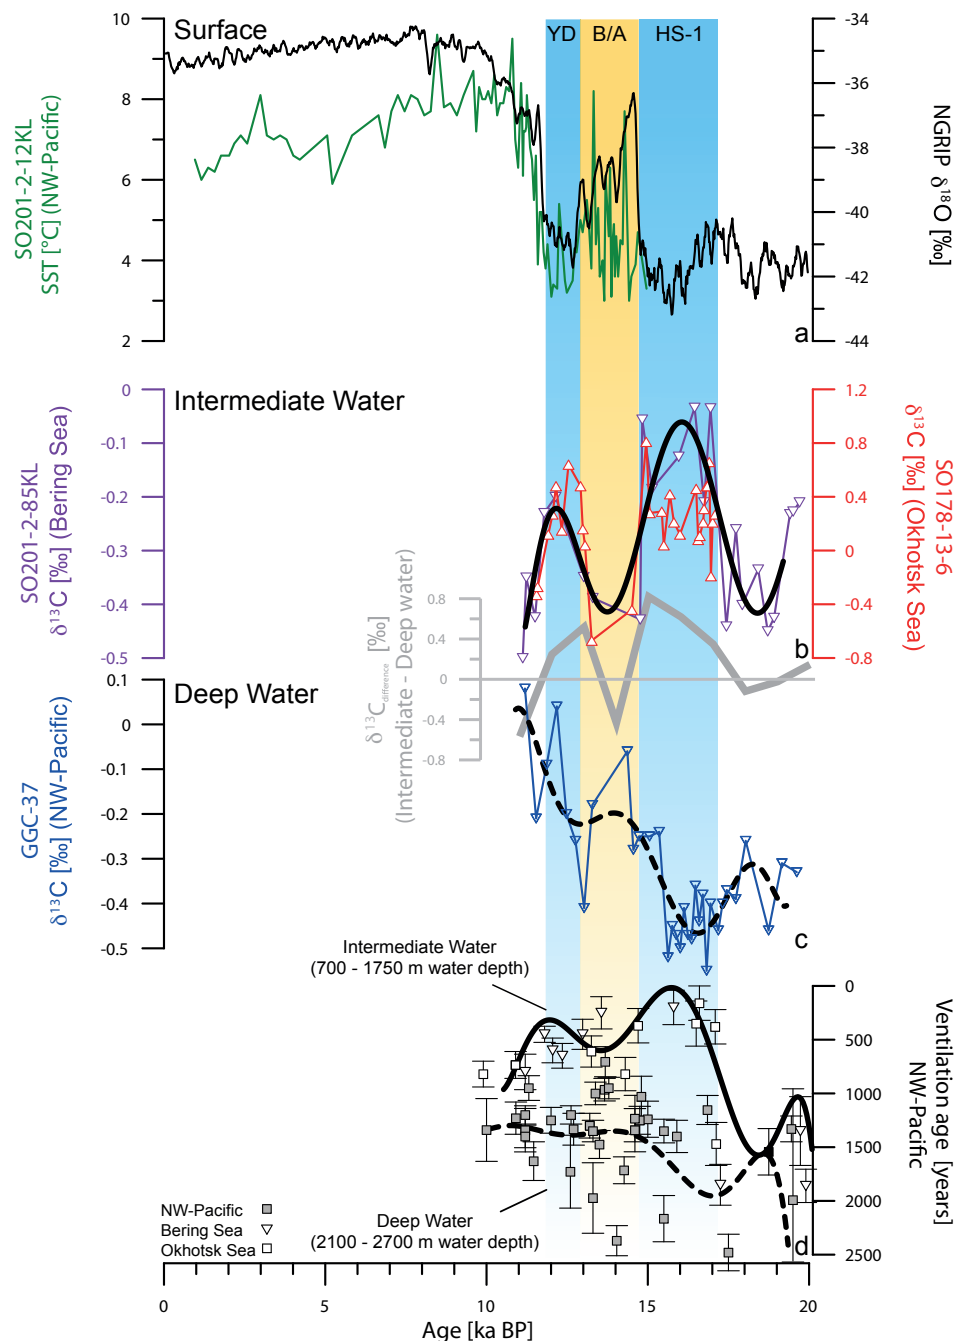 Surface
YD
B/A
HS-1
10
8
6
4
2
SO201-2-12KL
SST [°C] (NW-Pacific)
-34
-36
-38
-40
-42
-44
NGRIP δ18O [‰]
a
Intermediate Water
0
-0.1
-0.2
-0.3
-0.4
-0.5
SO201-2-85KL
δ13C [‰] (Bering Sea)
1.2
0.8
0.4
0
-0.4
-0.8
SO178-13-6
δ13C [‰] (Okhotsk Sea)
b
0.8
0.4
0
-0.4
-0.8
δ13Cdifference [‰]
(Intermediate - Deep water)
Deep Water
0.1
0
-0.1
-0.2
-0.3
-0.4
-0.5
GGC-37
δ13C [‰] (NW-Pacific)
c
Intermediate Water
(700 - 1750 m water depth)
0
500
1000
1500
2000
2500
Ventilation age [years]
NW-Pacific
NW-Pacific
Bering Sea
Okhotsk Sea
Deep Water
(2100 - 2700 m water depth)
d
0 5 10 15 20
Age [ka BP]